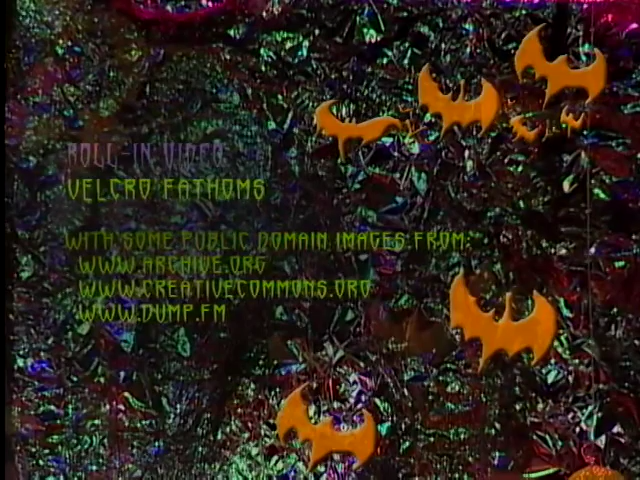 ROLL-IN VIDEO
VELCRO FATHOMS
WITH SOME PUBLIC DOMAIN IMAGES FROM:
WWW.ARCHIVE.ORG
WWW.CREATIVECOMMONS.ORG
WWW.DUMP.FM